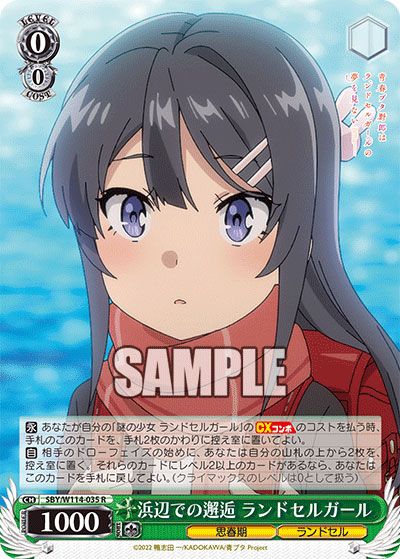 LEVEL
0
0
COST
青春ブタ野郎は
ランドセルガールの
夢を見ない
SAMPLE
永 あなたが自分の「謎の少女 ランドセルガール」のCXコンボのコストを払う時、
手札のこのカードを、手札2枚のかわりに控え室に置いてよい。
自 相手のドローフェイズの始めに、あなたは自分の山札の上から2枚を、
控え室に置き、それらのカードにレベル2以上のカードがあるなら、あなたは
このカードを手札に戻してよい。(クライマックスのレベルは0として扱う)
CH SBY/W114-035 R
1000
浜辺での邂逅 ランドセルガール
思春期 ランドセル
©2022 鴨志田 一/KADOKAWA/青ブタ Project